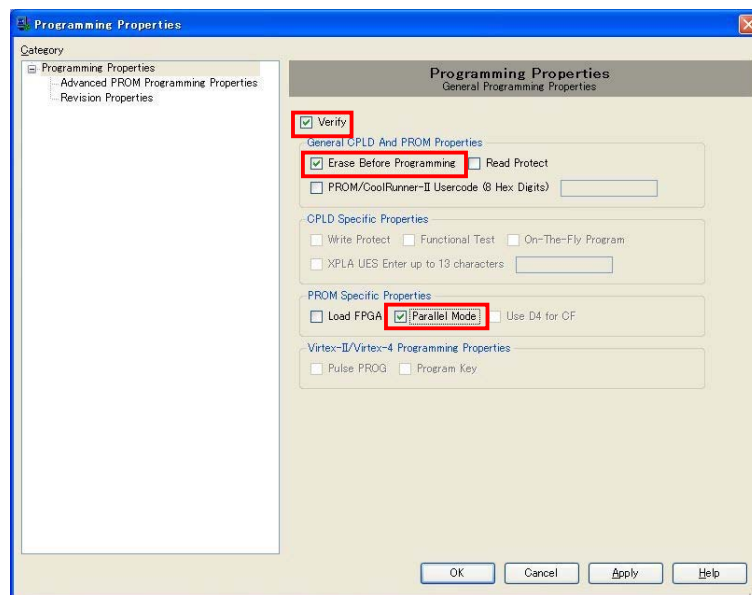 Programming Properties
Category
Programming Properties
Advanced PROM Programming Properties
Revision Properties
Programming Properties
General Programming Properties
Verify
General CPLD And PROM Properties
Erase Before Programming Read Protect
PROM/CoolRunner-II Usercode (8 Hex Digits)
CPLD Specific Properties
Write Protect Functional Test On-The-Fly Program
XPLA UES Enter up to 13 characters
PROM Specific Properties
Load FPGA Parallel Mode Use D4 for CF
Virtex-II/Virtex-4 Programming Properties
Pulse PROG Program Key
OK Cancel Apply Help